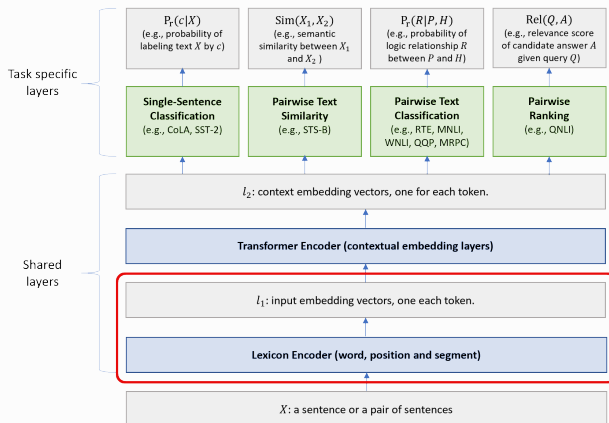 Pr(c|X)
(e.g., probability of
labeling text X by c)
Sim(X1, X2)
(e.g., semantic
similarity between X1
and X2 )
Pr(R|P, H)
(e.g., probability of
logic relationship R
between P and H)
Rel(Q, A)
(e.g., relevance score
of candidate answer A
given query Q)
Task specific
layers
Single-Sentence
Classification
(e.g., CoLA, SST-2)
Pairwise Text
Similarity
(e.g., STS-B)
Pairwise Text
Classification
(e.g., RTE, MNLI,
WNLI, QQP, MRPC)
Pairwise
Ranking
(e.g., QNLI)
l2: context embedding vectors, one for each token.
Transformer Encoder (contextual embedding layers)
Shared
layers
l1: input embedding vectors, one each token.
Lexicon Encoder (word, position and segment)
X: a sentence or a pair of sentences